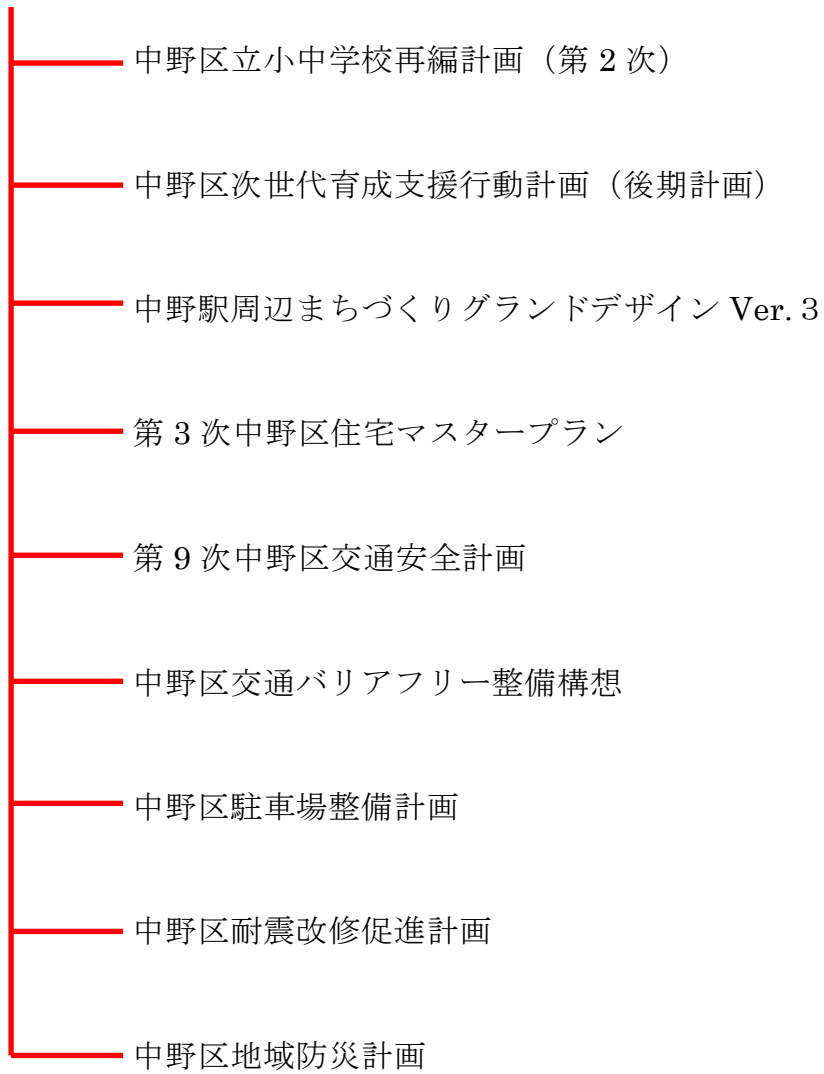 中野区立小中学校再編計画（第 2 次）
中野区次世代育成支援行動計画（後期計画）
中野駅周辺まちづくりグランドデザイン Ver.３
第 3 次中野区住宅マスタープラン
第 9 次中野区交通安全計画
中野区交通バリアフリー整備構想
中野区駐車場整備計画
中野区耐震改修促進計画
中野区地域防災計画